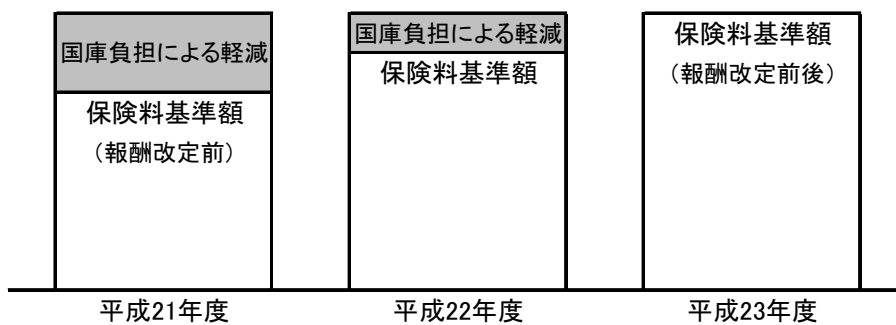 国庫負担による軽減
保険料基準額
（報酬改定前）
平成21年度
国庫負担による軽減
保険料基準額
平成22年度
保険料基準額
（報酬改定前後）
平成23年度